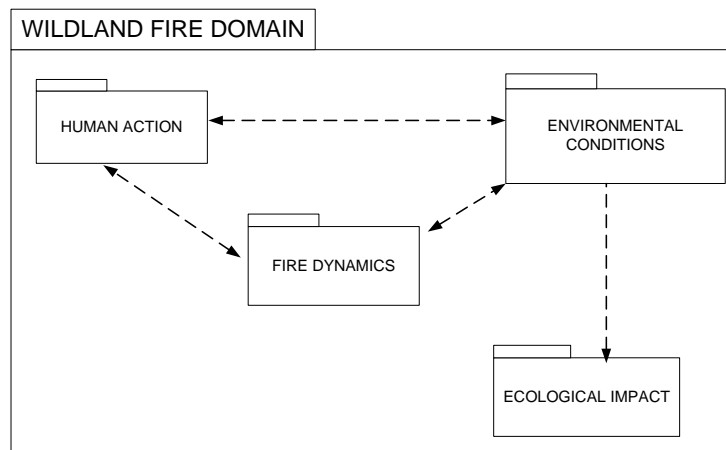 WILDLAND FIRE DOMAIN
HUMAN ACTION
ENVIRONMENTAL
CONDITIONS
FIRE DYNAMICS
ECOLOGICAL IMPACT